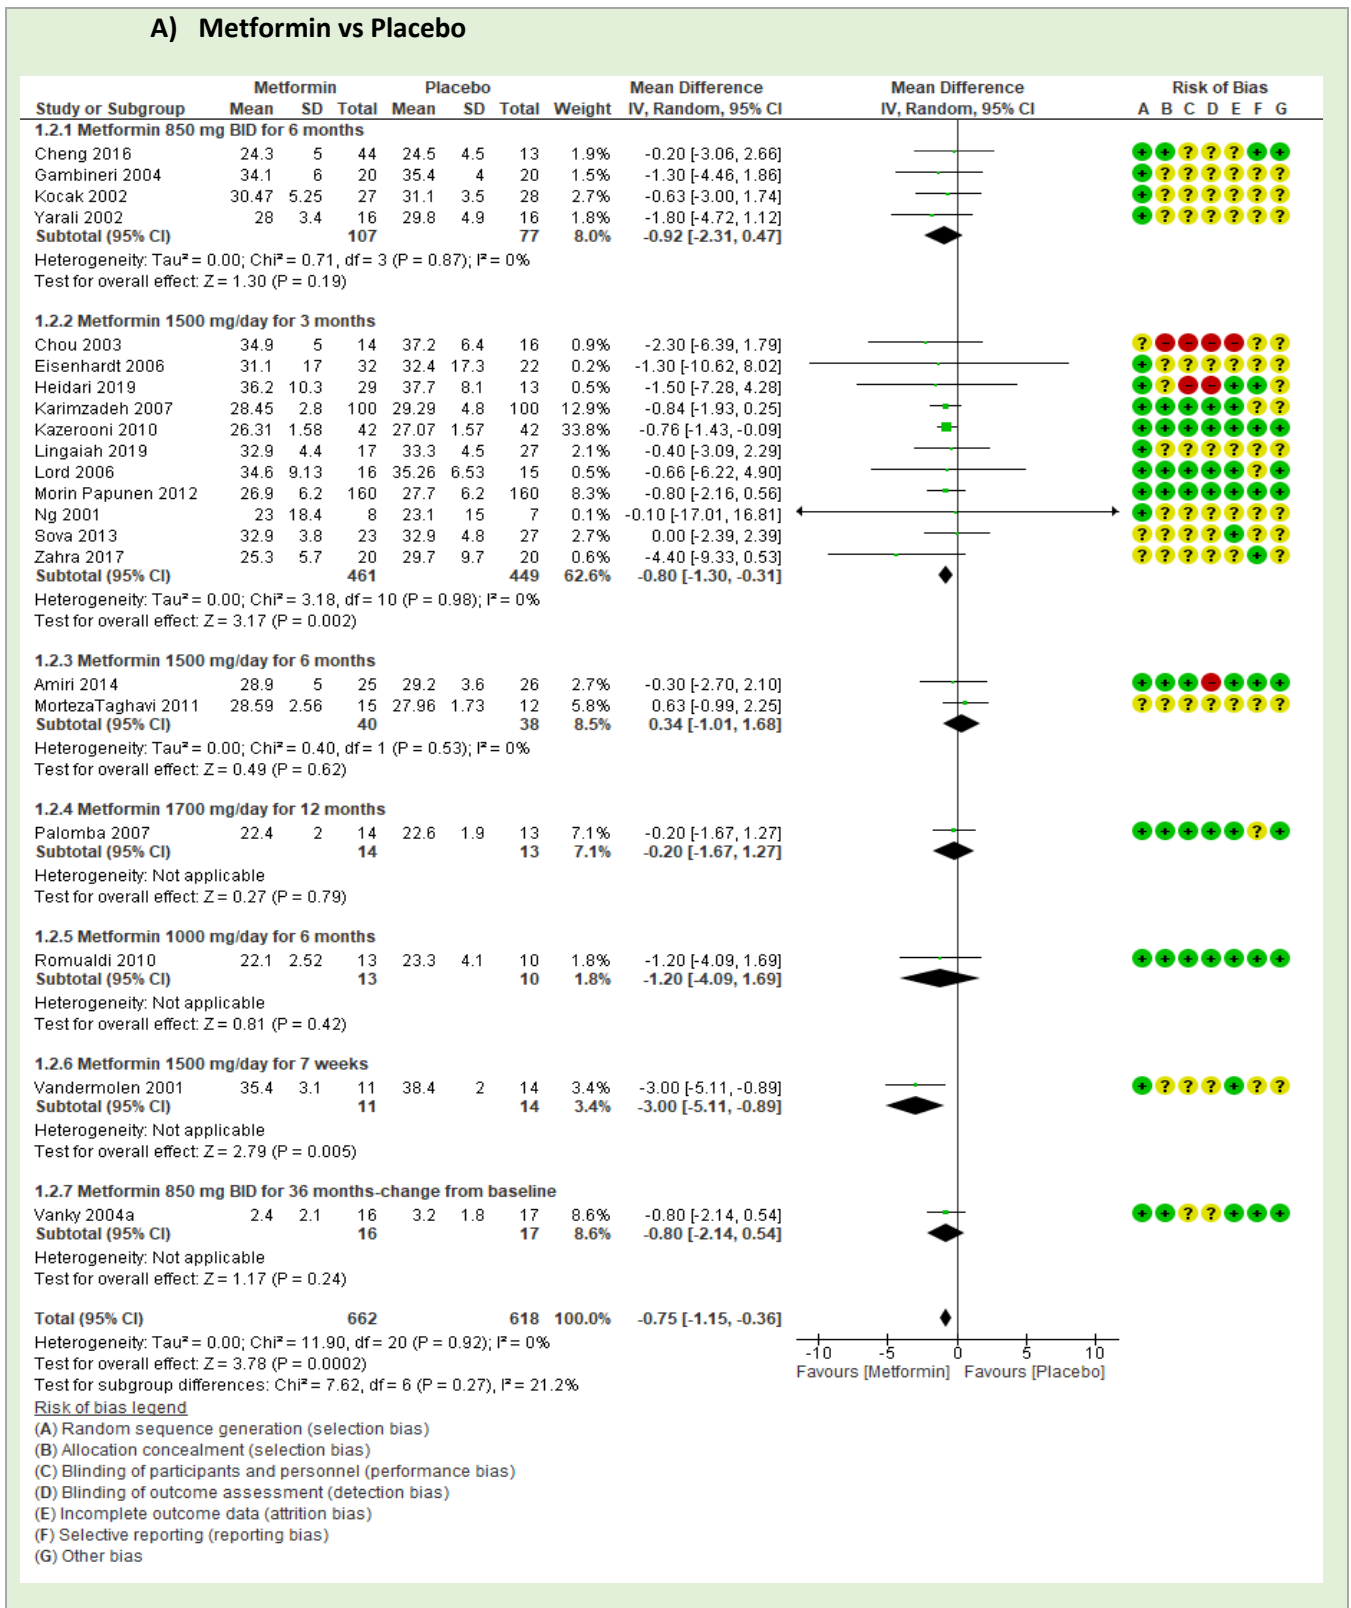 A) Metformin vs Placebo
Metformin Placebo Mean Difference Mean Difference Risk of Bias
Study or Subgroup Mean SD Total Mean SD Total Weight IV, Random, 95% CI IV, Random, 95% CI A B C D E F G
1.2.1 Metformin 850 mg BID for 6 months
Cheng 2016 24.3 5 44 24.5 4.5 13 1.9% -0.20 [-3.06, 2.66] + + ? ? ? + +
Gambineri 2004 34.1 6 20 35.4 4 20 1.5% -1.30 [-4.46, 1.86] + ? ? ? ? ? ?
Kocak 2002 30.47 5.25 27 31.1 3.5 28 2.7% -0.63 [-3.00, 1.74] + ? ? ? ? ? ?
Yarali 2002 28 3.4 16 29.8 4.9 16 1.8% -1.80 [-4.72, 1.12] + ? ? ? ? ? ?
Subtotal (95% CI) 107 77 8.0% -0.92 [-2.31, 0.47]
Heterogeneity: Tau² = 0.00; Chi² = 0.71, df = 3 (P = 0.87); I² = 0%
Test for overall effect: Z = 1.30 (P = 0.19)
1.2.2 Metformin 1500 mg/day for 3 months
Chou 2003 34.9 5 14 37.2 6.4 16 0.9% -2.30 [-6.39, 1.79] ? - - - - ? ?
Eisenhardt 2006 31.1 17 32 32.4 17.3 22 0.2% -1.30 [-10.62, 8.02] + ? ? ? ? ? ?
Heidari 2019 36.2 10.3 29 37.7 8.1 13 0.5% -1.50 [-7.28, 4.28] + ? - - + + ?
Karimzadeh 2007 28.45 2.8 100 29.29 4.8 100 12.9% -0.84 [-1.93, 0.25] + + + + + ? ?
Kazerooni 2010 26.31 1.58 42 27.07 1.57 42 33.8% -0.76 [-1.43, -0.09] + + + + + + +
Lingaiah 2019 32.9 4.4 17 33.3 4.5 27 2.1% -0.40 [-3.09, 2.29] + ? ? ? ? ? ?
Lord 2006 34.6 9.13 16 35.26 6.53 15 0.5% -0.66 [-6.22, 4.90] + + + + + ? +
Morin Papunen 2012 26.9 6.2 160 27.7 6.2 160 8.3% -0.80 [-2.16, 0.56] + + + + + + +
Ng 2001 23 18.4 8 23.1 15 7 0.1% -0.10 [-17.01, 16.81] + ? ? ? ? ? ?
Sova 2013 32.9 3.8 23 32.9 4.8 27 2.7% 0.00 [-2.39, 2.39] ? ? ? ? + ? ?
Zahra 2017 25.3 5.7 20 29.7 9.7 20 0.6% -4.40 [-9.33, 0.53] ? ? ? ? ? + ?
Subtotal (95% CI) 461 449 62.6% -0.80 [-1.30, -0.31]
Heterogeneity: Tau² = 0.00; Chi² = 3.18, df = 10 (P = 0.98); I² = 0%
Test for overall effect: Z = 3.17 (P = 0.002)
1.2.3 Metformin 1500 mg/day for 6 months
Amiri 2014 28.9 5 25 29.2 3.6 26 2.7% -0.30 [-2.70, 2.10] + + + - + + +
MortezaTaghavi 2011 28.59 2.56 15 27.96 1.73 12 5.8% 0.63 [-0.99, 2.25] ? ? ? ? ? ? ?
Subtotal (95% CI) 40 38 8.5% 0.34 [-1.01, 1.68]
Heterogeneity: Tau² = 0.00; Chi² = 0.40, df = 1 (P = 0.53); I² = 0%
Test for overall effect: Z = 0.49 (P = 0.62)
1.2.4 Metformin 1700 mg/day for 12 months
Palomba 2007 22.4 2 14 22.6 1.9 13 7.1% -0.20 [-1.67, 1.27] + + + + + ? +
Subtotal (95% CI) 14 13 7.1% -0.20 [-1.67, 1.27]
Heterogeneity: Not applicable
Test for overall effect: Z = 0.27 (P = 0.79)
1.2.5 Metformin 1000 mg/day for 6 months
Romualdi 2010 22.1 2.52 13 23.3 4.1 10 1.8% -1.20 [-4.09, 1.69] + + + + + + +
Subtotal (95% CI) 13 10 1.8% -1.20 [-4.09, 1.69]
Heterogeneity: Not applicable
Test for overall effect: Z = 0.81 (P = 0.42)
1.2.6 Metformin 1500 mg/day for 7 weeks
Vandermolen 2001 35.4 3.1 11 38.4 2 14 3.4% -3.00 [-5.11, -0.89] + ? ? ? + ? ?
Subtotal (95% CI) 11 14 3.4% -3.00 [-5.11, -0.89]
Heterogeneity: Not applicable
Test for overall effect: Z = 2.79 (P = 0.005)
1.2.7 Metformin 850 mg BID for 36 months-change from baseline
Vanky 2004a 2.4 2.1 16 3.2 1.8 17 8.6% -0.80 [-2.14, 0.54] + + ? ? + + +
Subtotal (95% CI) 16 17 8.6% -0.80 [-2.14, 0.54]
Heterogeneity: Not applicable
Test for overall effect: Z = 1.17 (P = 0.24)
Total (95% CI) 662 618 100.0% -0.75 [-1.15, -0.36]
Heterogeneity: Tau² = 0.00; Chi² = 11.90, df = 20 (P = 0.92); I² = 0%
-10 -5 0 5 10
Test for overall effect: Z = 3.78 (P = 0.0002)
Favours [Metformin] Favours [Placebo]
Test for subgroup differences: Chi² = 7.62, df = 6 (P = 0.27), I² = 21.2%
Risk of bias legend
(A) Random sequence generation (selection bias)
(B) Allocation concealment (selection bias)
(C) Blinding of participants and personnel (performance bias)
(D) Blinding of outcome assessment (detection bias)
(E) Incomplete outcome data (attrition bias)
(F) Selective reporting (reporting bias)
(G) Other bias